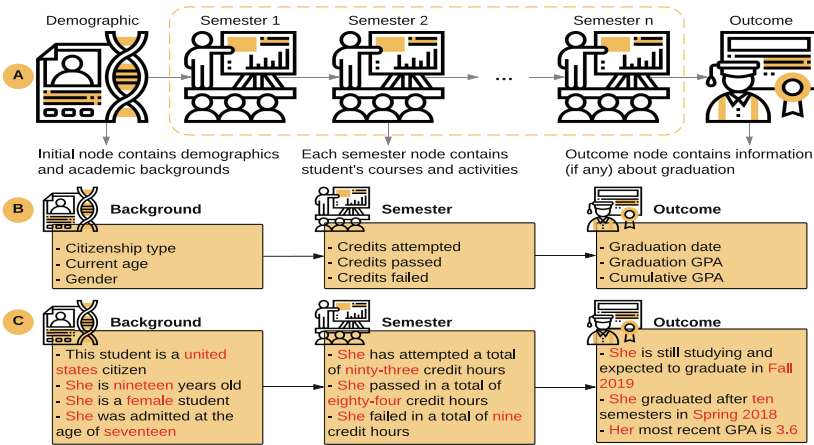 Demographic
Semester 1
Semester 2
Semester n
Outcome
A
...
Initial node contains demographics
and academic backgrounds
Each semester node contains
student's courses and activities
Outcome node contains information
(if any) about graduation
B
Background
Semester
Outcome
- Citizenship type
- Current age
- Gender
- Credits attempted
- Credits passed
- Credits failed
- Graduation date
- Graduation GPA
- Cumulative GPA
C
Background
Semester
Outcome
- This student is a united
states citizen
- She is nineteen years old
- She is a female student
- She was admitted at the
age of seventeen
- She has attempted a total
of ninty-three credit hours
- She passed in a total of
eighty-four credit hours
- She failed in a total of nine
credit hours
- She is still studying and
expected to graduate in Fall
2019
- She graduated after ten
semesters in Spring 2018
- Her most recent GPA is 3.6